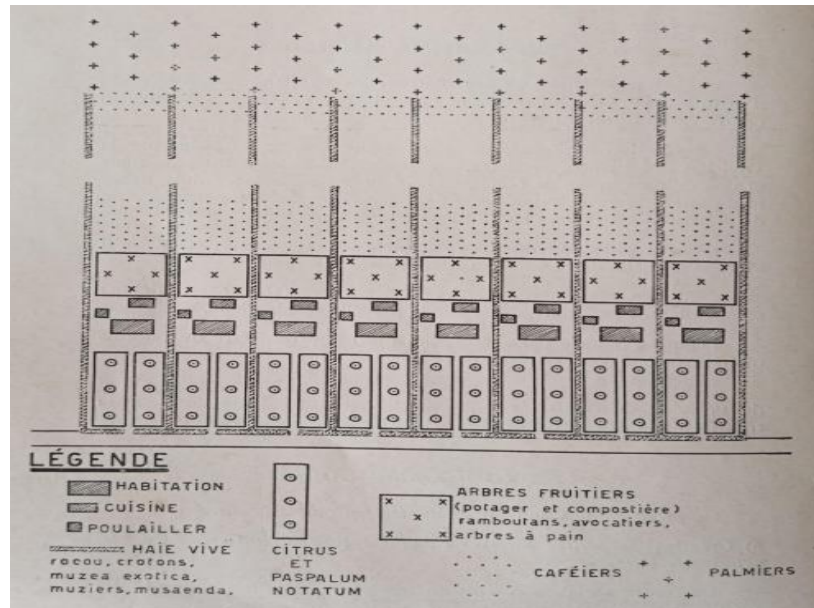 LÉGENDE
HABITATION
CUISINE
POULAILLER
HAIE VIVE
rocou, crotons,
muzea exotica,
muziers, musaenda,
CITRUS
ET
PASPALUM
NOTATUM
ARBRES FRUITIERS
(potager et compostière)
ramboutans, avocatiers,
arbres à pain
CAFÉIERS
PALMIERS